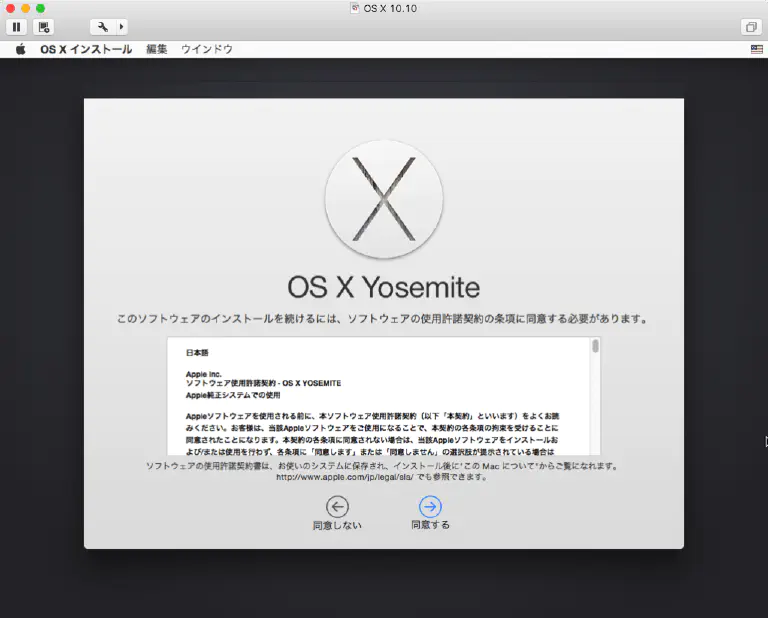 OS X 10.10
OS X インストール 編集 ウインドウ
OS X Yosemite
このソフトウェアのインストールを続けるには、ソフトウェアの使用許諾契約の条項に同意する必要があります。
日本語
Apple Inc.
ソフトウェア使用許諾契約 - OS X YOSEMITE
Apple純正システムでの使用
Appleソフトウェアを使用される前に、本ソフトウェア使用許諾契約（以下「本契約」といいます）をよくお読
みください。お客様は、当該Appleソフトウェアをご使用になることで、本契約の各条項の拘束を受けることに
同意されたことになります。本契約の各条項に同意されない場合は、当該Appleソフトウェアをインストールお
よび/または使用を行わず、各条項に「同意します」または「同意しません」の選択肢が提示されている場合は
ソフトウェアの使用許諾契約書は、お使いのシステムに保存され、インストール後に"この Mac について"からご覧になれます。
http://www.apple.com/jp/legal/sla/ でも参照できます。
同意しない 同意する